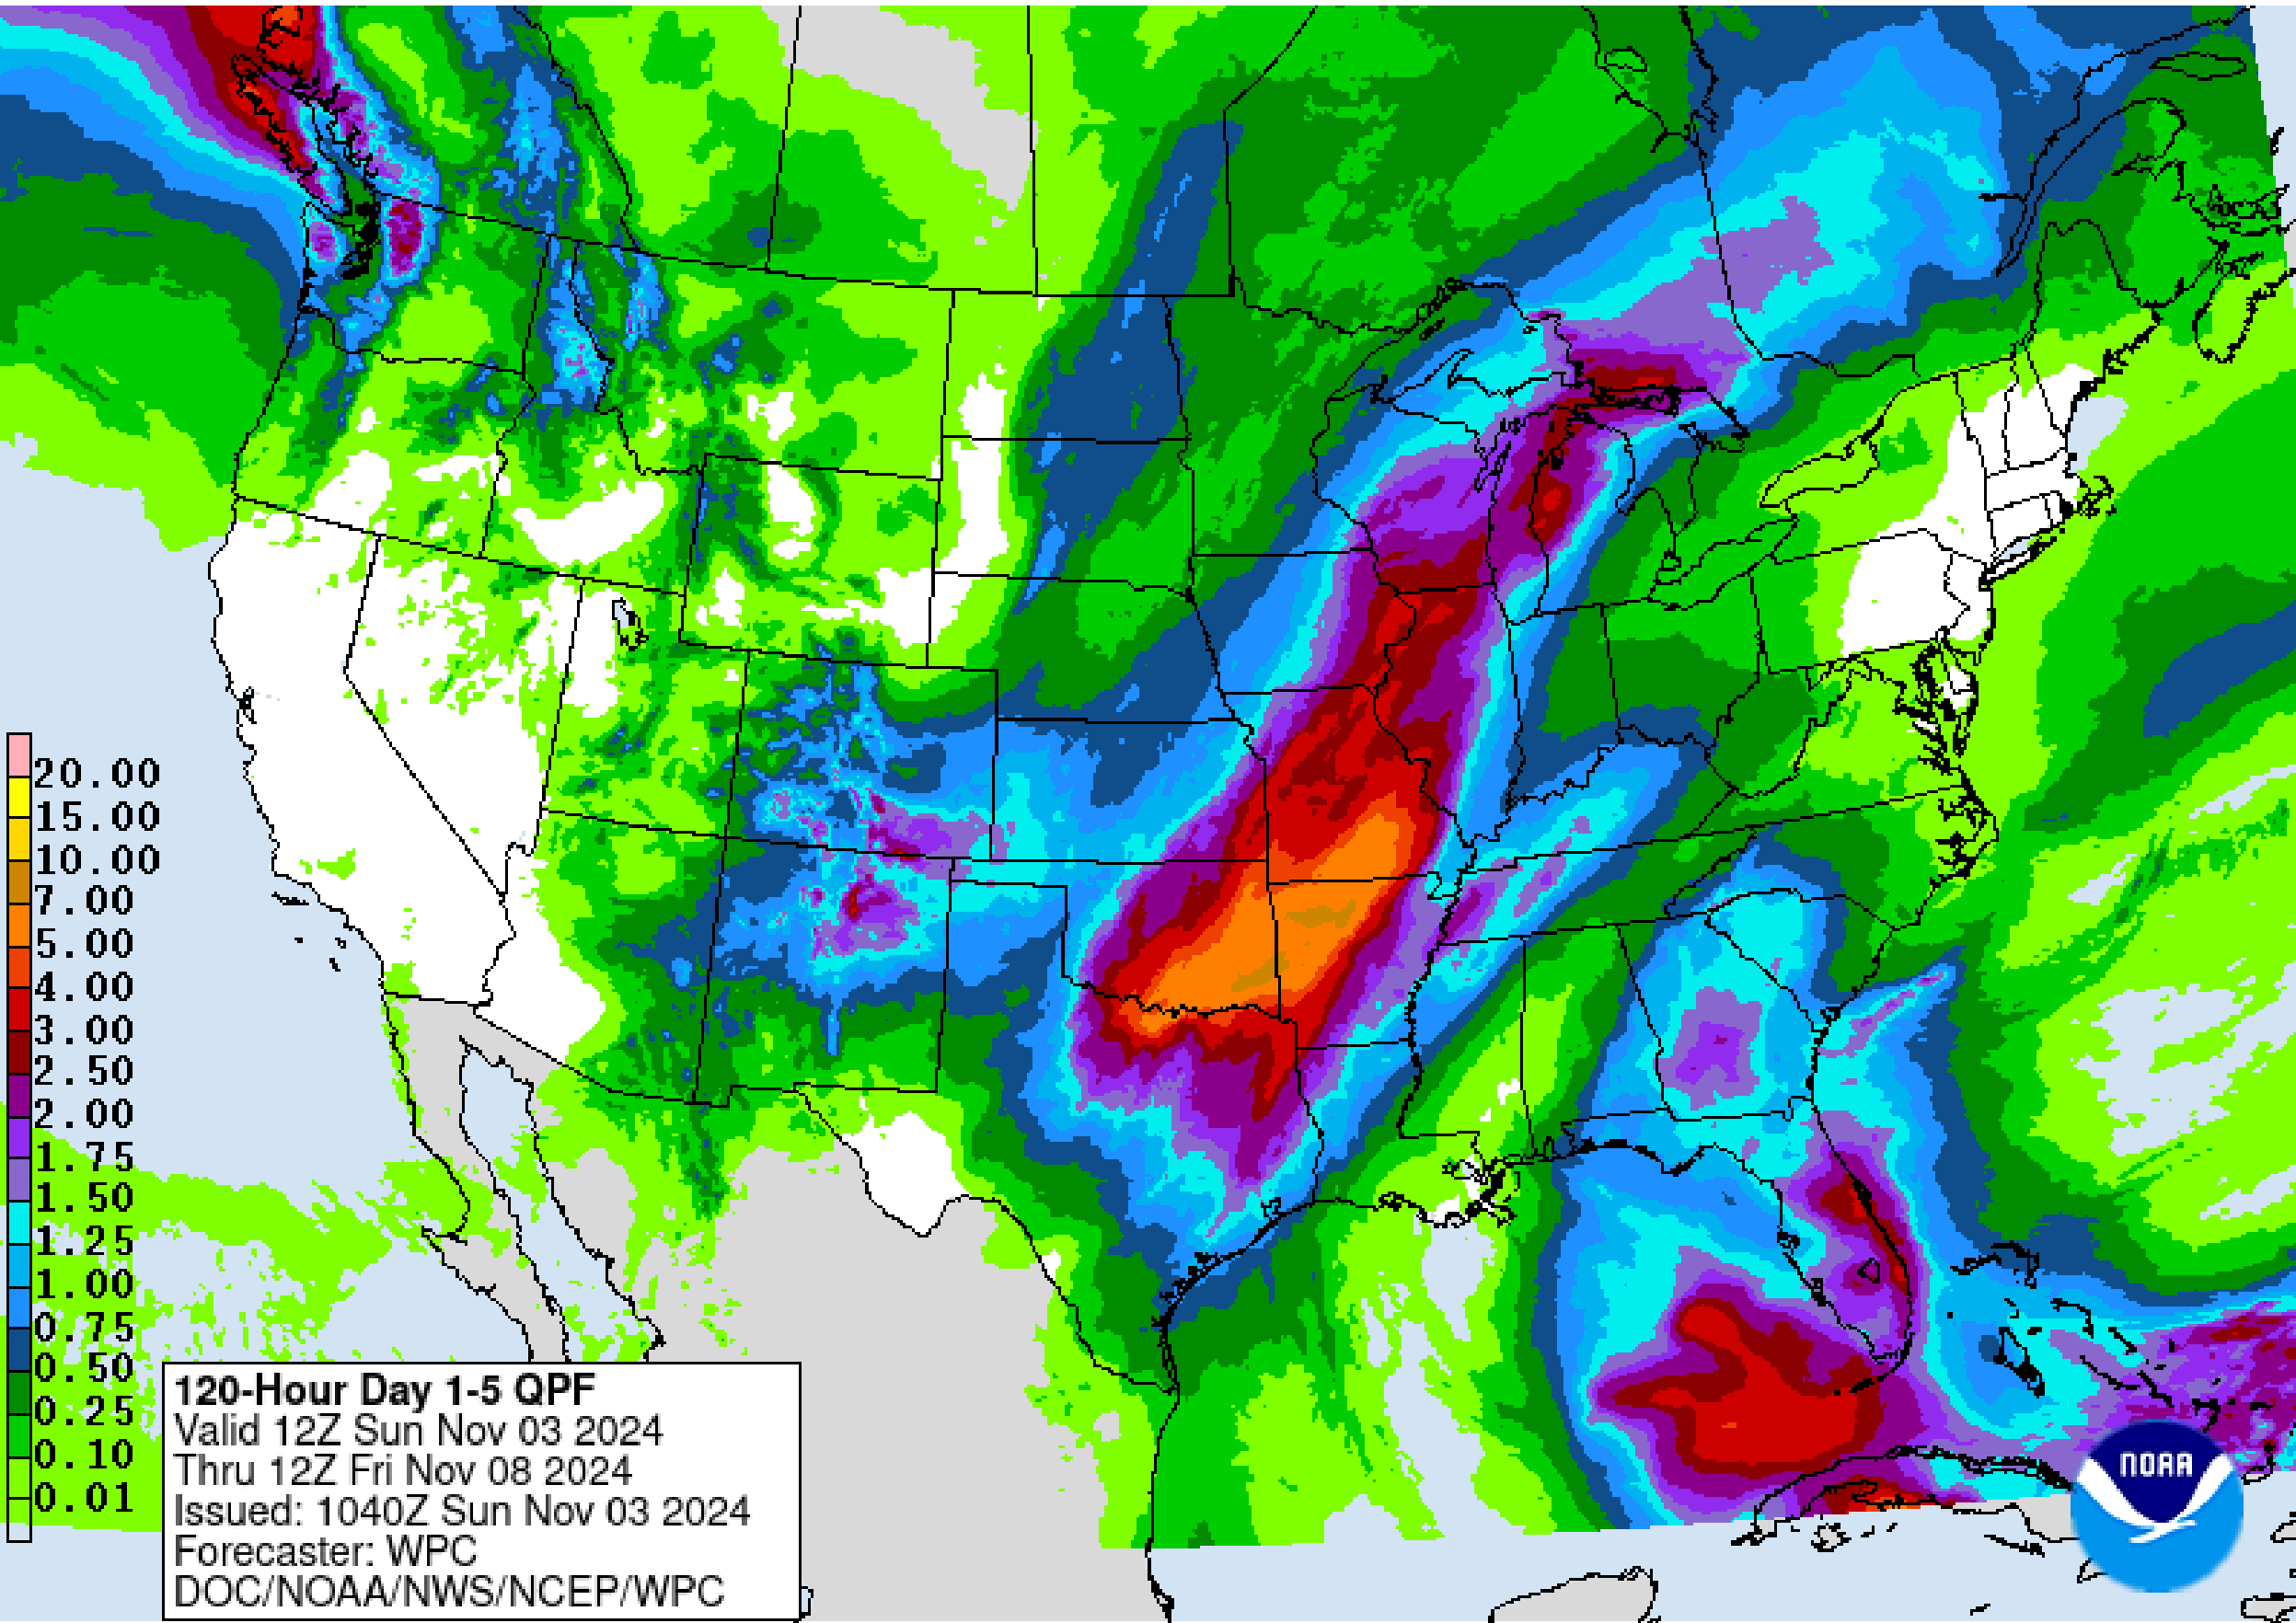 20.00
15.00
10.00
7.00
5.00
4.00
3.00
2.50
2.00
1.75
1.50
1.25
1.00
0.75
0.50
0.25
0.10
0.01
120-Hour Day 1-5 QPF
Valid 12Z Sun Nov 03 2024
Thru 12Z Fri Nov 08 2024
Issued: 1040Z Sun Nov 03 2024
Forecaster: WPC
DOC/NOAA/NWS/NCEP/WPC
NOAA